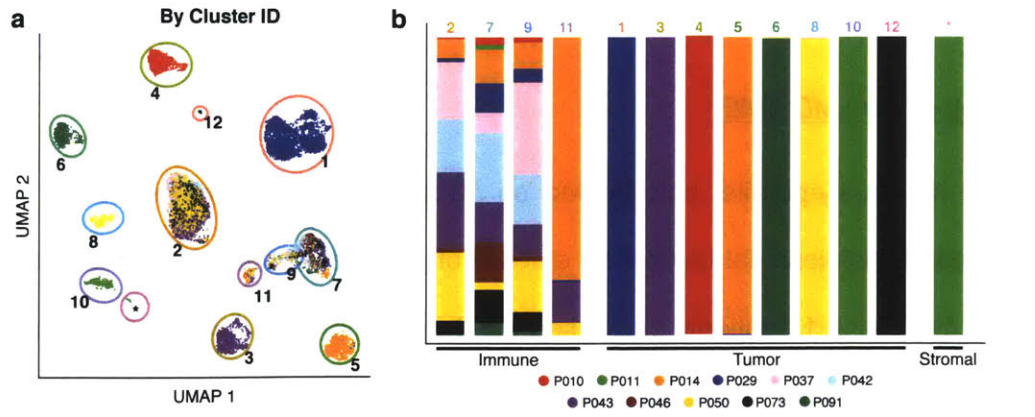 a
By Cluster ID
4
12
6
1
2
8
9
7
10
11
3
5
UMAP 2
UMAP 1
b
2 7 9 11 1 3 4 5 6 8 10 12 *
Immune Tumor Stromal
P010 P011 P014 P029 P037 P042
P043 P046 P050 P073 P091